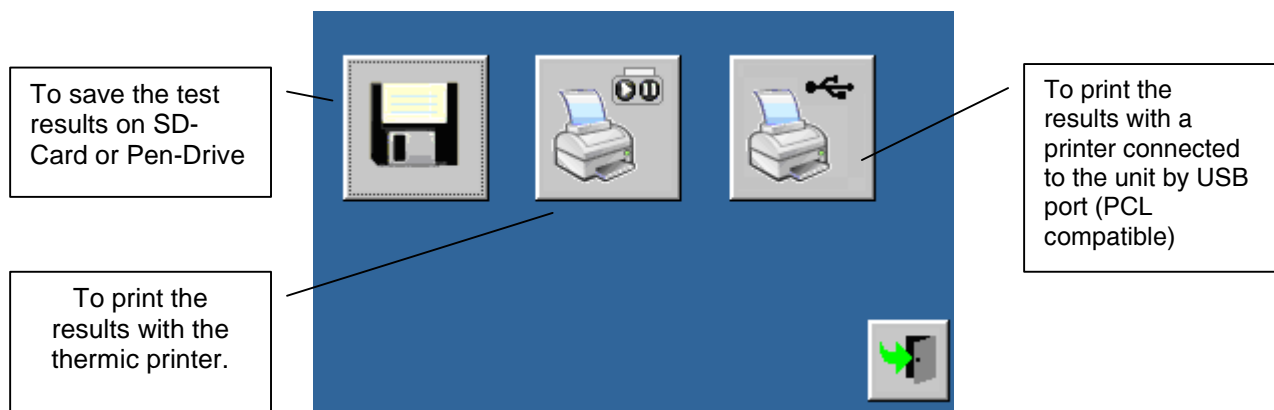 To save the test
results on SD-
Card or Pen-Drive
To print the
results with the
thermic printer.
To print the
results with a
printer connected
to the unit by USB
port (PCL
compatible)